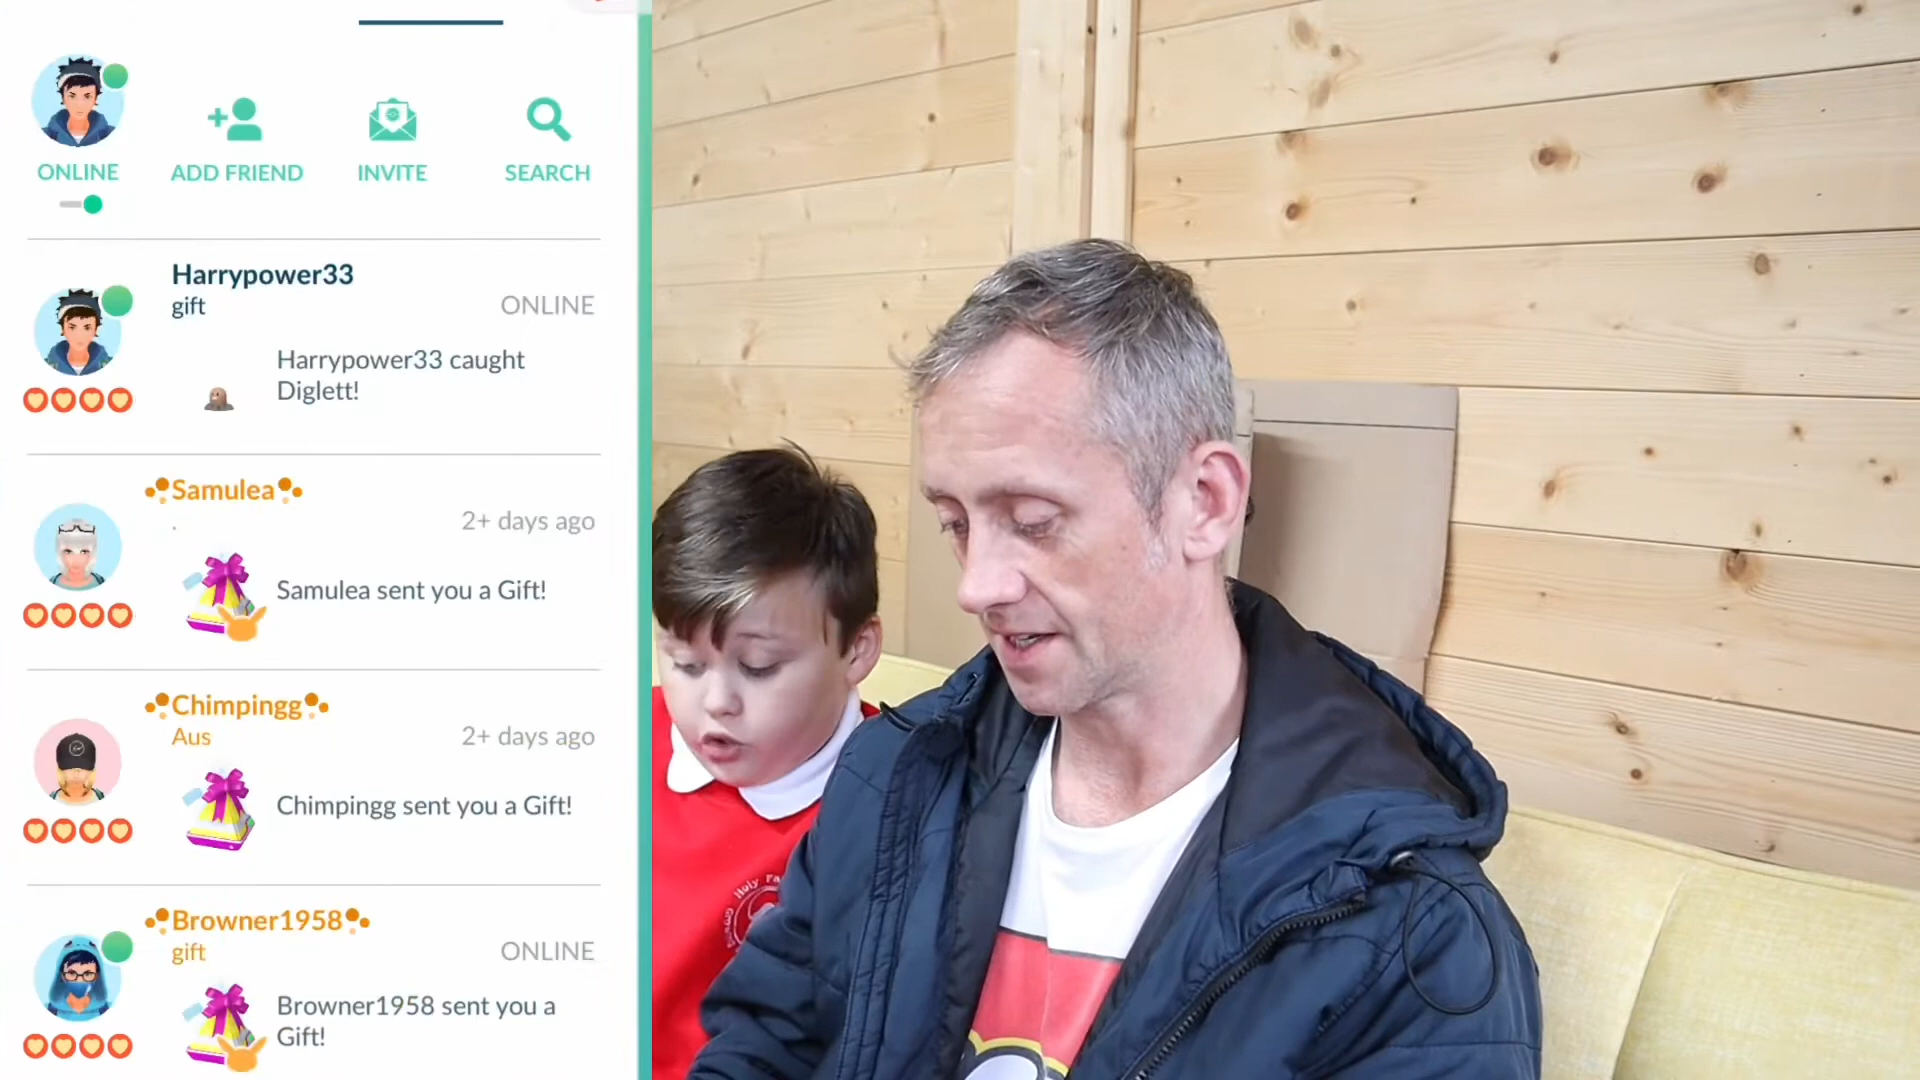 ONLINE
ADD FRIEND
INVITE
SEARCH
Harrypower33
gift
ONLINE
Harrypower33 caught
Diglett!
Samulea
.
2+ days ago
Samulea sent you a Gift!
Chimpingg
Aus
2+ days ago
Chimpingg sent you a Gift!
Browner1958
gift
ONLINE
Browner1958 sent you a
Gift!
Holy